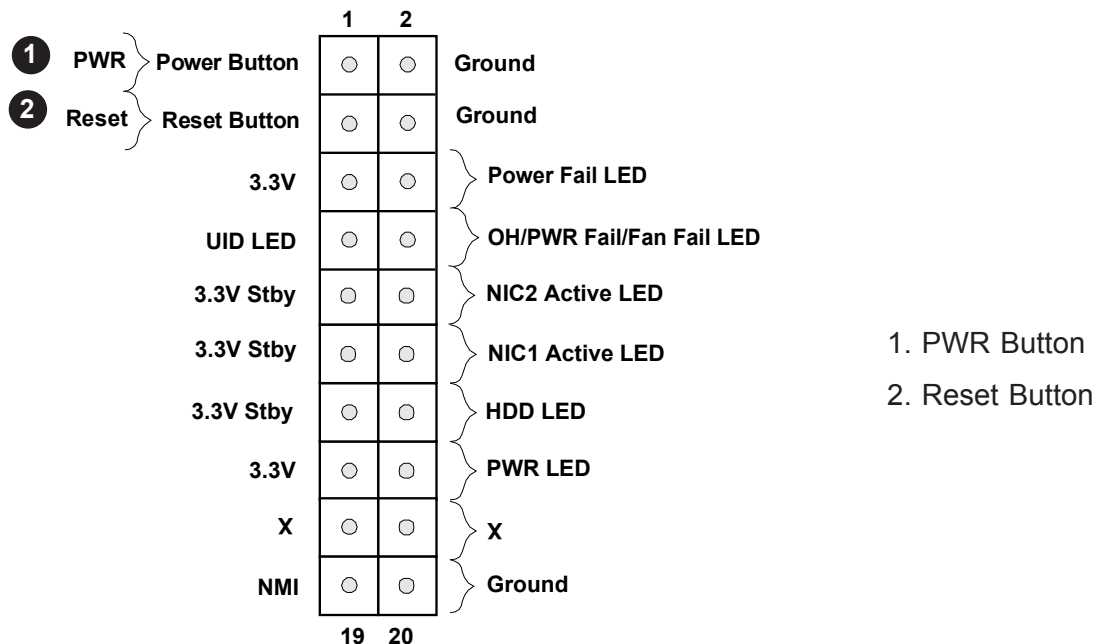 1 2
1 PWR Power Button Ground
2 Reset Reset Button Ground
3.3V Power Fail LED
UID LED OH/PWR Fail/Fan Fail LED
3.3V Stby NIC2 Active LED
3.3V Stby NIC1 Active LED
3.3V Stby HDD LED
3.3V PWR LED
X X
NMI Ground
19 20
1. PWR Button
2. Reset Button